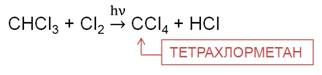 CHCl₃ + Cl₂ →(hν) CCl₄ + HCl
ТЕТРАХЛОРМЕТАН